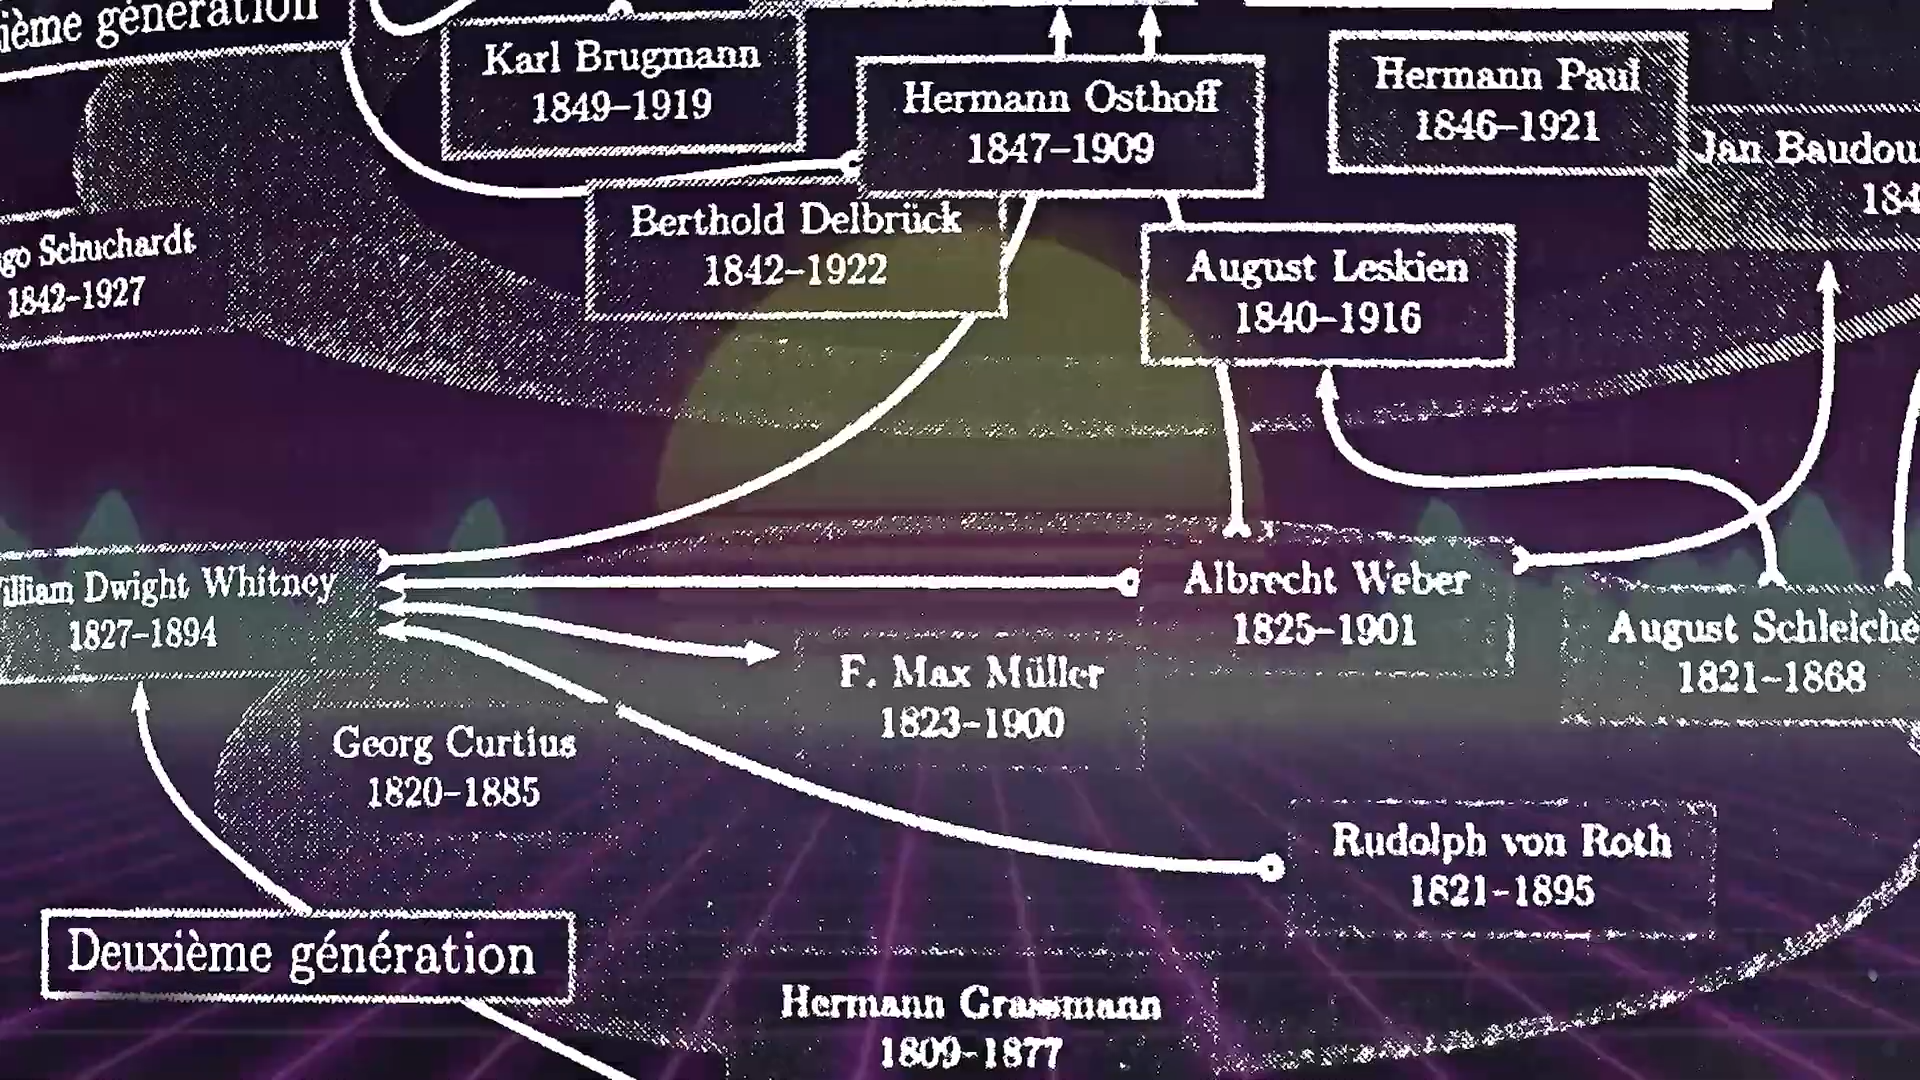 ième génération
Karl Brugmann
1849–1919
Hermann Osthoff
1847–1909
Hermann Paul
1846–1921
Jan Baudou
184
Berthold Delbrück
1842–1922
go Schuchardt
1842–1927
August Leskien
1840–1916
illiam Dwight Whitney
1827–1894
Albrecht Weber
1825–1901
August Schleiche
1821–1868
F. Max Müller
1823–1900
Georg Curtius
1820–1885
Rudolph von Roth
1821–1895
Deuxième génération
Hermann Grassmann
1809–1877